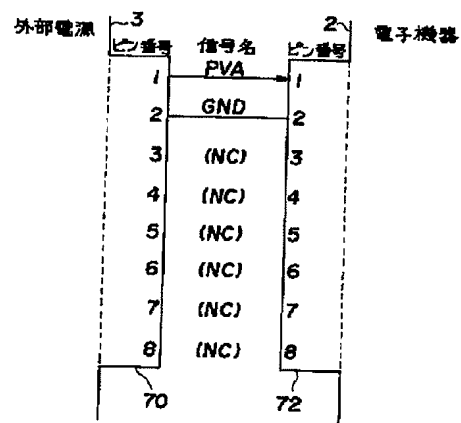 外部電源 3 2 電子機器
ピン番号 信号名 ピン番号
1 PVA 1
2 GND 2
3 (NC) 3
4 (NC) 4
5 (NC) 5
6 (NC) 6
7 (NC) 7
8 (NC) 8
70 72